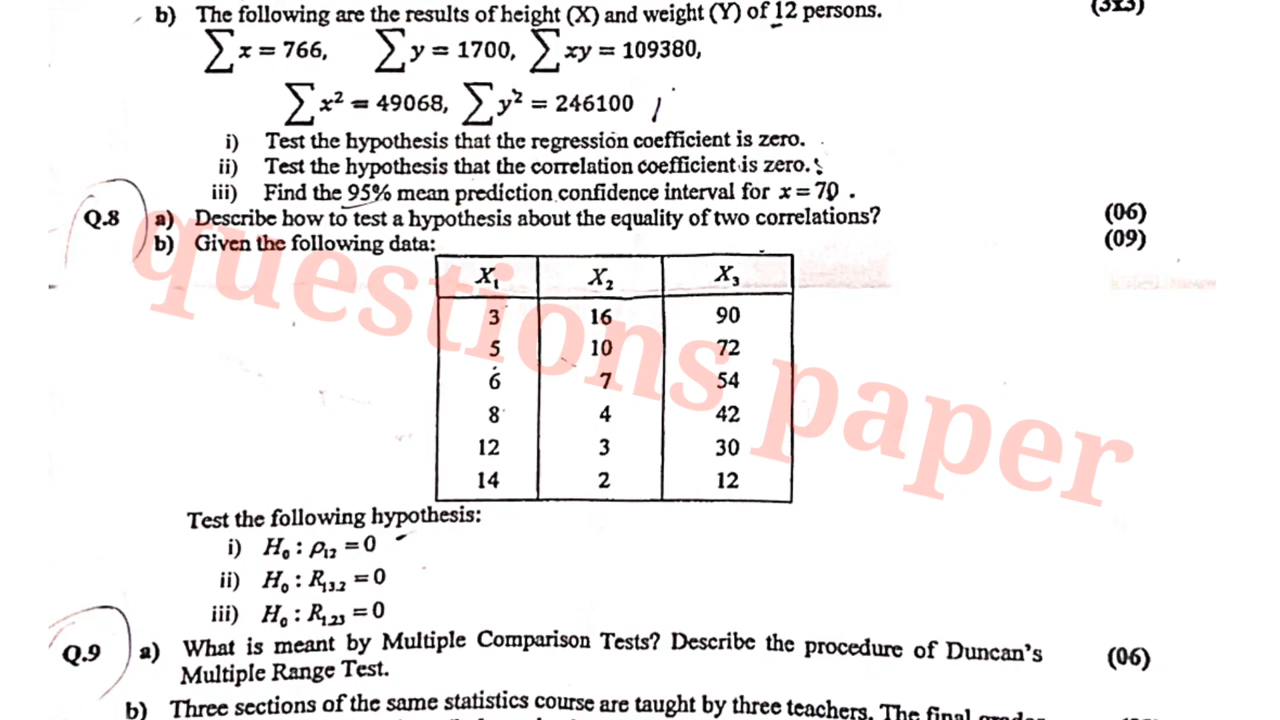 b) The following are the results of height (X) and weight (Y) of 12 persons. (3x5)
∑x = 766, ∑y = 1700, ∑xy = 109380,
∑x² = 49068, ∑y² = 246100
i) Test the hypothesis that the regression coefficient is zero.
ii) Test the hypothesis that the correlation coefficient is zero.
iii) Find the 95% mean prediction confidence interval for x = 70 .
Q.8 a) Describe how to test a hypothesis about the equality of two correlations? (06)
b) Given the following data: (09)
X₁ X₂ X₃
3 16 90
5 10 72
6 7 54
8 4 42
12 3 30
14 2 12
questions paper
Test the following hypothesis:
i) H₀ : ρ₁₂ = 0
ii) H₀ : R₁₃.₂ = 0
iii) H₀ : R₁.₂₃ = 0
Q.9 a) What is meant by Multiple Comparison Tests? Describe the procedure of Duncan's (06)
Multiple Range Test.
b) Three sections of the same statistics course are taught by three teachers. The final